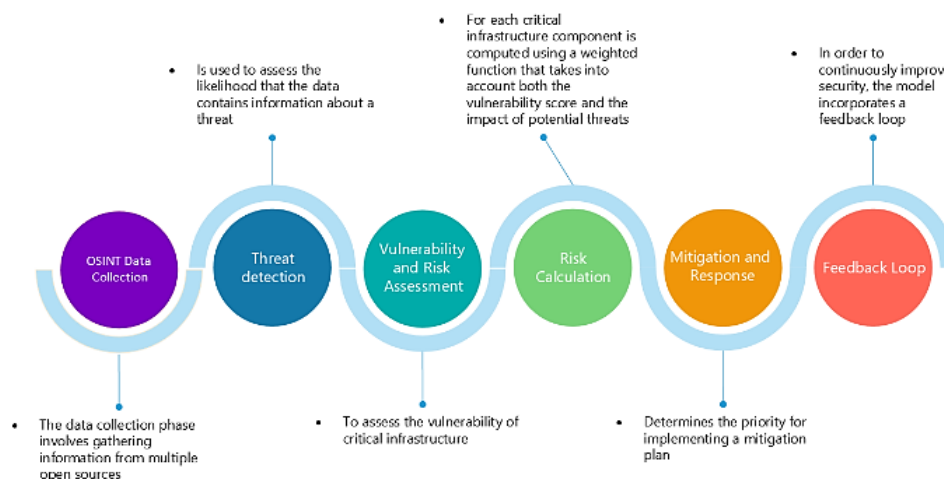 • For each critical
infrastructure component is
computed using a weighted
function that takes into
account both the
vulnerability score and the
impact of potential threats
• In order to
continuously improv
security, the model
incorporates a
feedback loop
• Is used to assess the
likelihood that the data
contains information about a
threat
OSINT Data
Collection
Threat
detection
Vulnerability
and Risk
Assessment
Risk
Calculation
Mitigation and
Response
Feedback Loop
• The data collection phase
involves gathering
information from multiple
open sources
• To assess the vulnerability of
critical infrastructure
• Determines the priority for
implementing a mitigation
plan